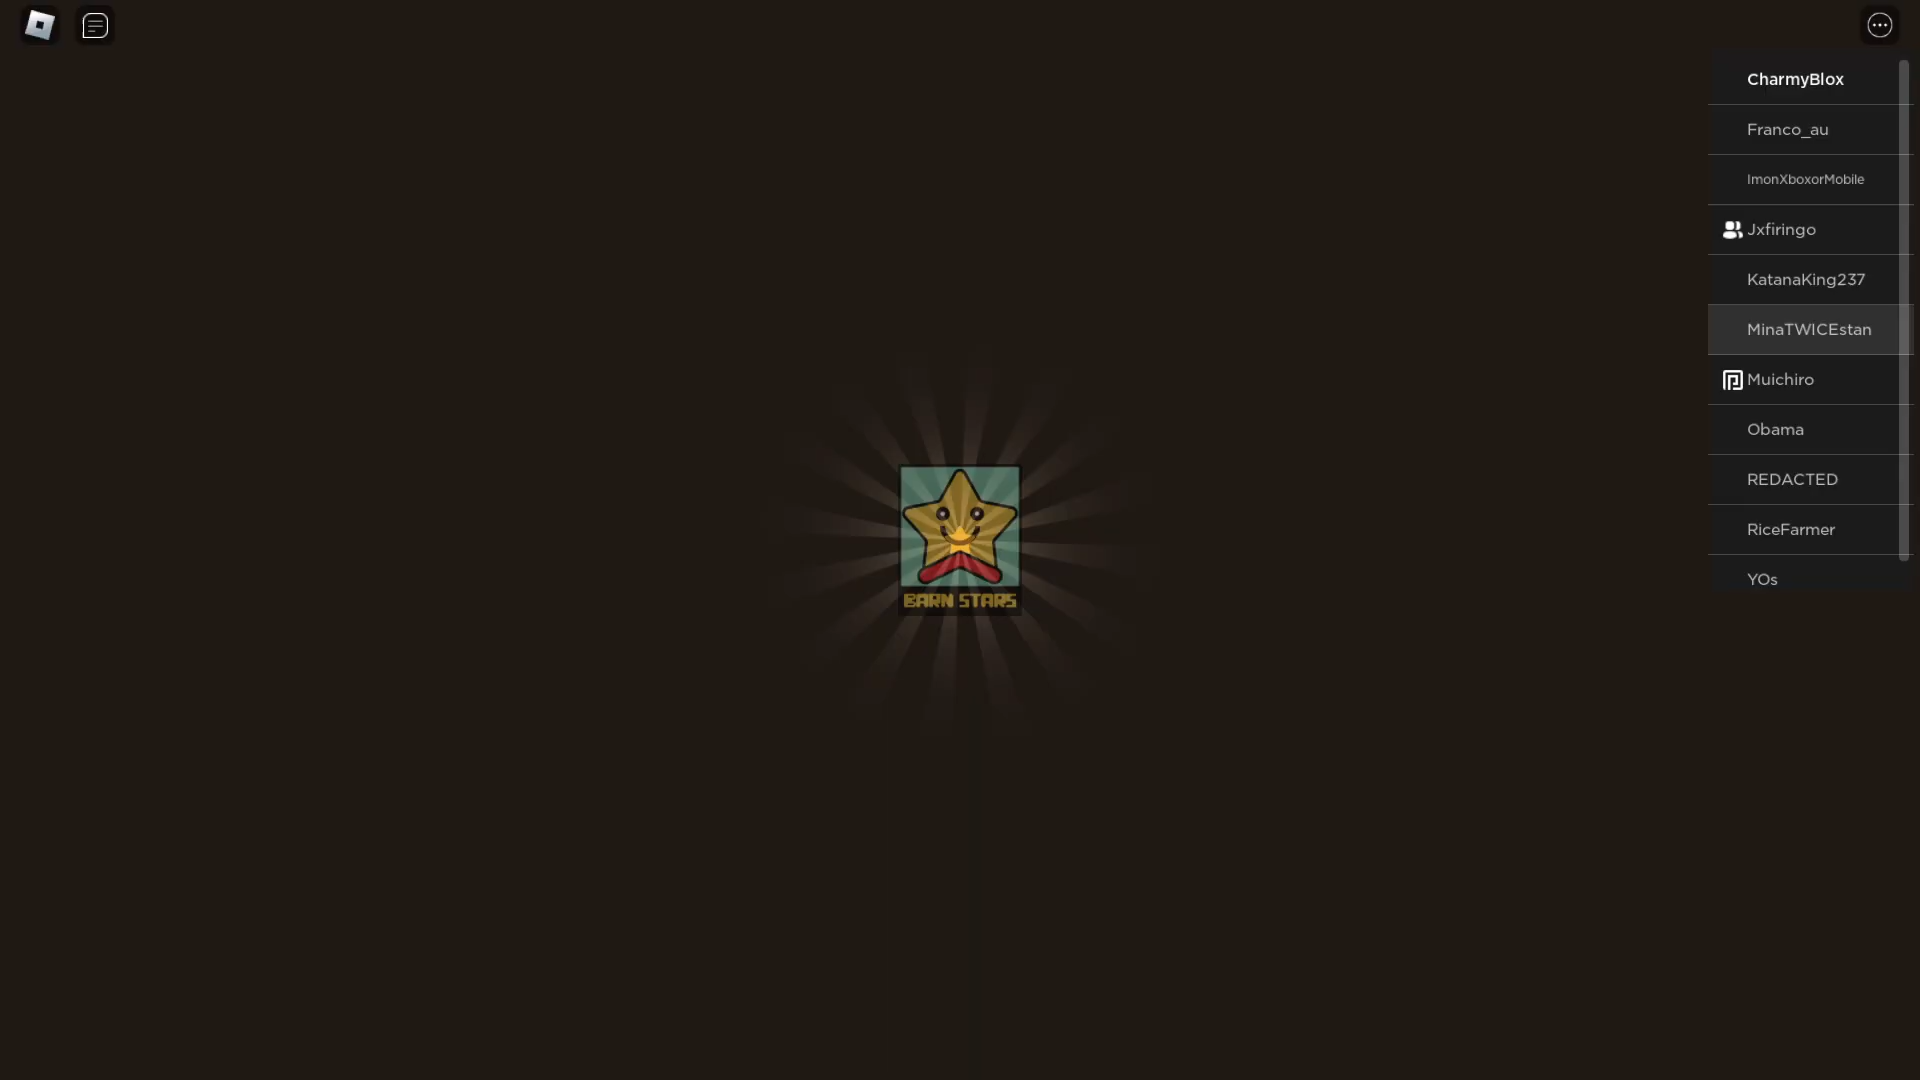 CharmyBlox
Franco_au
ImonXboxorMobile
Jxfiringo
KatanaKing237
MinaTWICEstan
Muichiro
Obama
REDACTED
RiceFarmer
YOs
BARN STARS